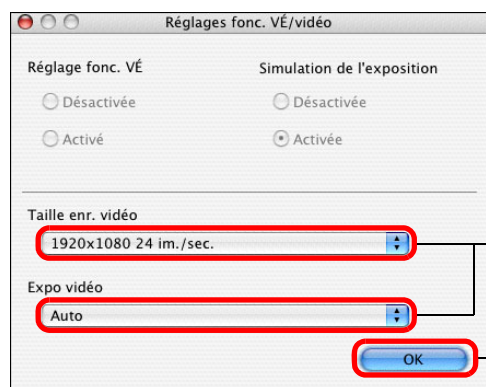 Réglages fonc. VÉ/vidéo
Réglage fonc. VÉ
Simulation de l'exposition
Désactivée
Désactivée
Activé
Activée
Taille enr. vidéo
1920x1080 24 im./sec.
Expo vidéo
Auto
OK